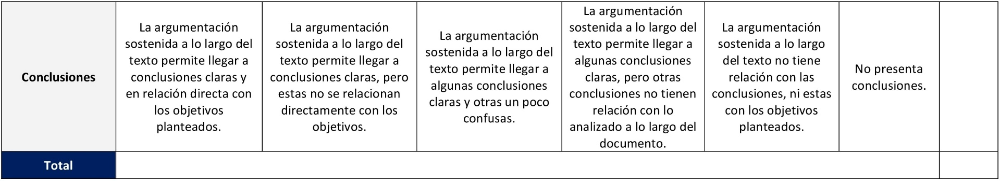 Conclusiones
La argumentación
sostenida a lo largo del
texto permite llegar a
conclusiones claras y
en relación directa con
los objetivos
planteados.
La argumentación
sostenida a lo largo del
texto permite llegar a
conclusiones claras, pero
estas no se relacionan
directamente con los
objetivos.
La argumentación
sostenida a lo largo del
texto permite llegar a
algunas conclusiones
claras y otras un poco
confusas.
La argumentación
sostenida a lo largo del
texto permite llegar a
algunas conclusiones
claras, pero otras
conclusiones no tienen
relación con lo
analizado a lo largo del
documento.
La argumentación
sostenida a lo largo
del texto no tiene
relación con las
conclusiones, ni estas
con los objetivos
planteados.
No presenta
conclusiones.
Total